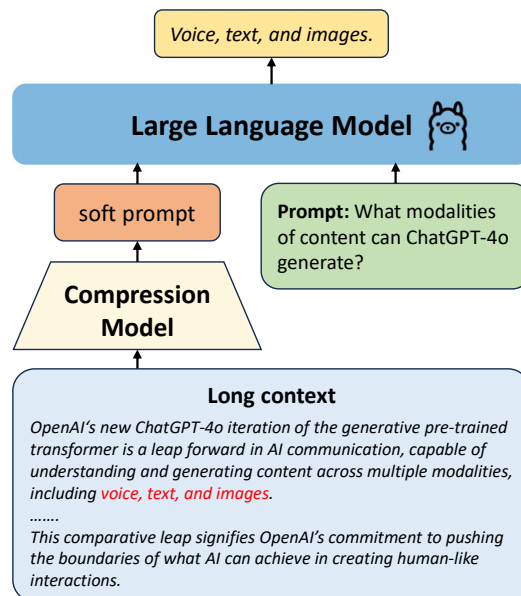 Voice, text, and images.
Large Language Model
soft prompt
Prompt: What modalities
of content can ChatGPT-4o
generate?
Compression
Model
Long context
OpenAI‘s new ChatGPT-4o iteration of the generative pre-trained
transformer is a leap forward in AI communication, capable of
understanding and generating content across multiple modalities,
including voice, text, and images.
.......
This comparative leap signifies OpenAI’s commitment to pushing
the boundaries of what AI can achieve in creating human-like
interactions.